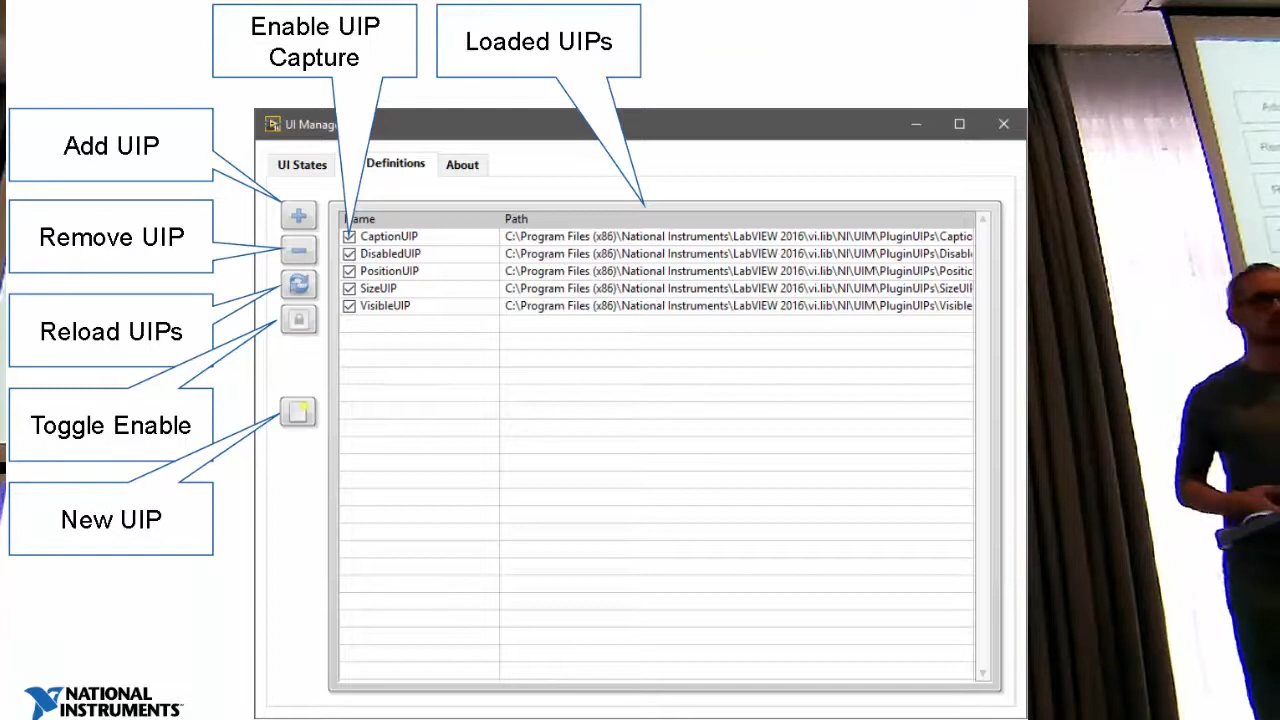 Enable UIP
Capture
Loaded UIPs
Add UIP
Remove UIP
Reload UIPs
Toggle Enable
New UIP
UI Manag
UI States
Definitions
About
Name
Path
CaptionUIP
C:\Program Files (x86)\National Instruments\LabVIEW 2016\vi.lib\NI\UIM\PluginUIPs\Captio
DisabledUIP
C:\Program Files (x86)\National Instruments\LabVIEW 2016\vi.lib\NI\UIM\PluginUIPs\Disabl
PositionUIP
C:\Program Files (x86)\National Instruments\LabVIEW 2016\vi.lib\NI\UIM\PluginUIPs\Positic
SizeUIP
C:\Program Files (x86)\National Instruments\LabVIEW 2016\vi.lib\NI\UIM\PluginUIPs\SizeUI
VisibleUIP
C:\Program Files (x86)\National Instruments\LabVIEW 2016\vi.lib\NI\UIM\PluginUIPs\Visible
NATIONAL
INSTRUMENTS